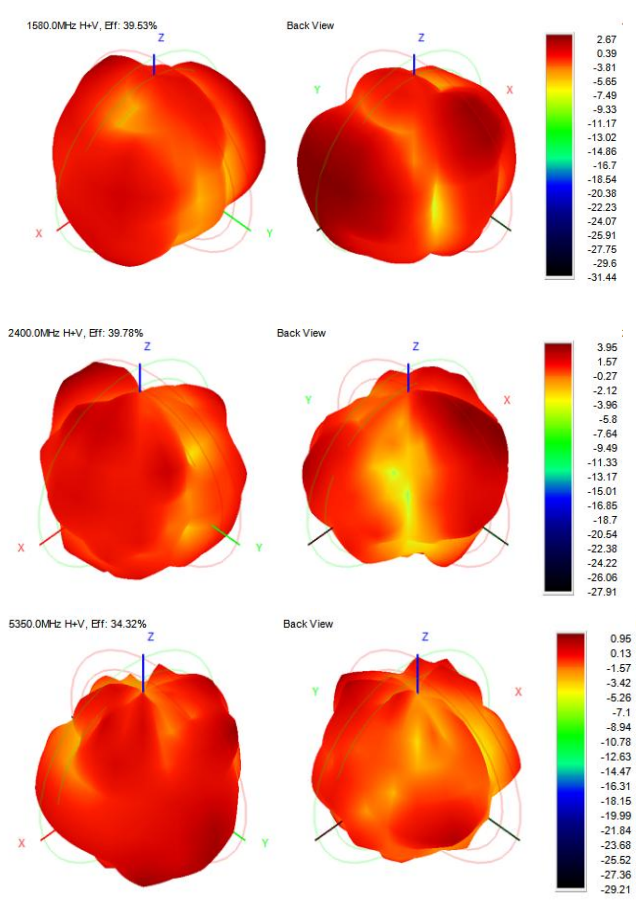 1580.0MHz H+V, Eff: 39.53%
Back View
Z
X
Y
Z
Y
X
2.67
0.39
-3.81
-5.65
-7.49
-9.33
-11.17
-13.02
-14.86
-16.7
-18.54
-20.38
-22.23
-24.07
-25.91
-27.75
-29.6
-31.44
2400.0MHz H+V, Eff: 39.78%
Back View
Z
X
Y
Z
Y
X
3.95
1.57
-0.27
-2.12
-3.96
-5.8
-7.64
-9.49
-11.33
-13.17
-15.01
-16.85
-18.7
-20.54
-22.38
-24.22
-26.06
-27.91
5350.0MHz H+V, Eff: 34.32%
Back View
Z
X
Y
Z
Y
X
0.95
0.13
-1.57
-3.42
-5.26
-7.1
-8.94
-10.78
-12.63
-14.47
-16.31
-18.15
-19.99
-21.84
-23.68
-25.52
-27.36
-29.21